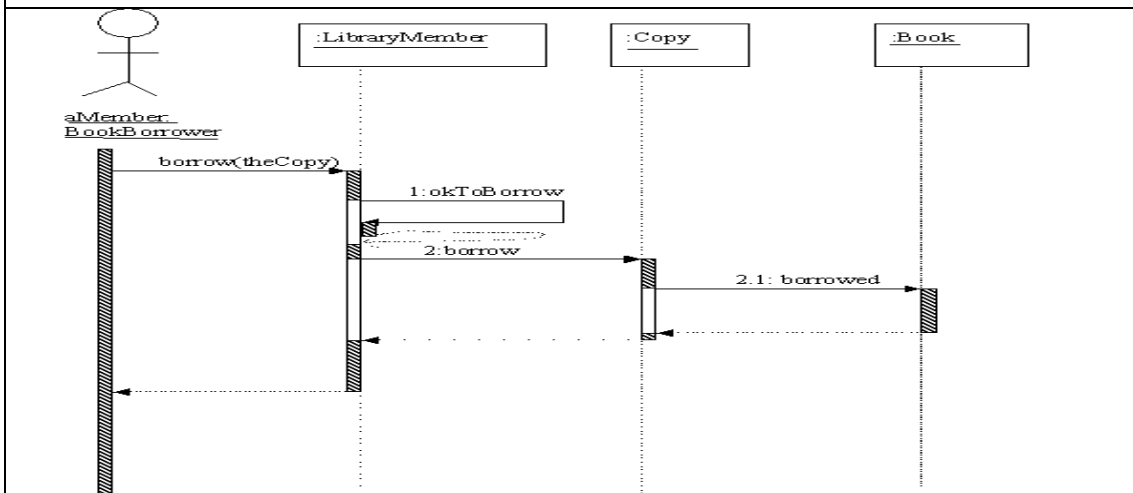 :LibraryMember
:Copy
:Book
aMember:
BookBorrower
borrow(theCopy)
1:okToBorrow
2:borrow
2.1: borrowed